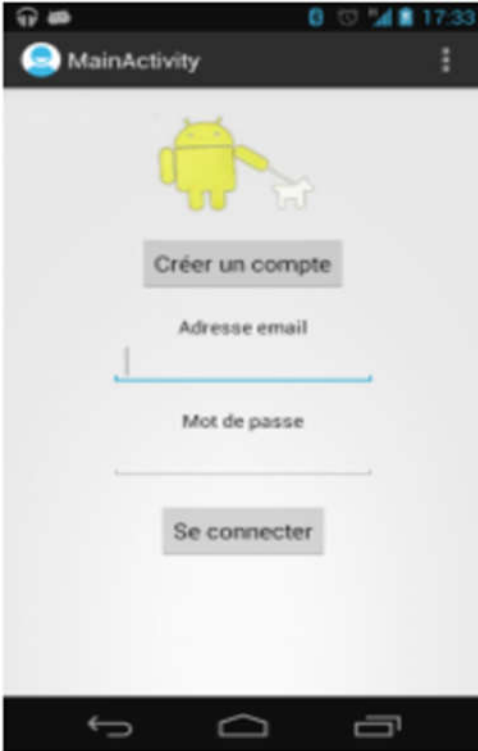 17:33
MainActivity
Créer un compte
Adresse email
Mot de passe
Se connecter